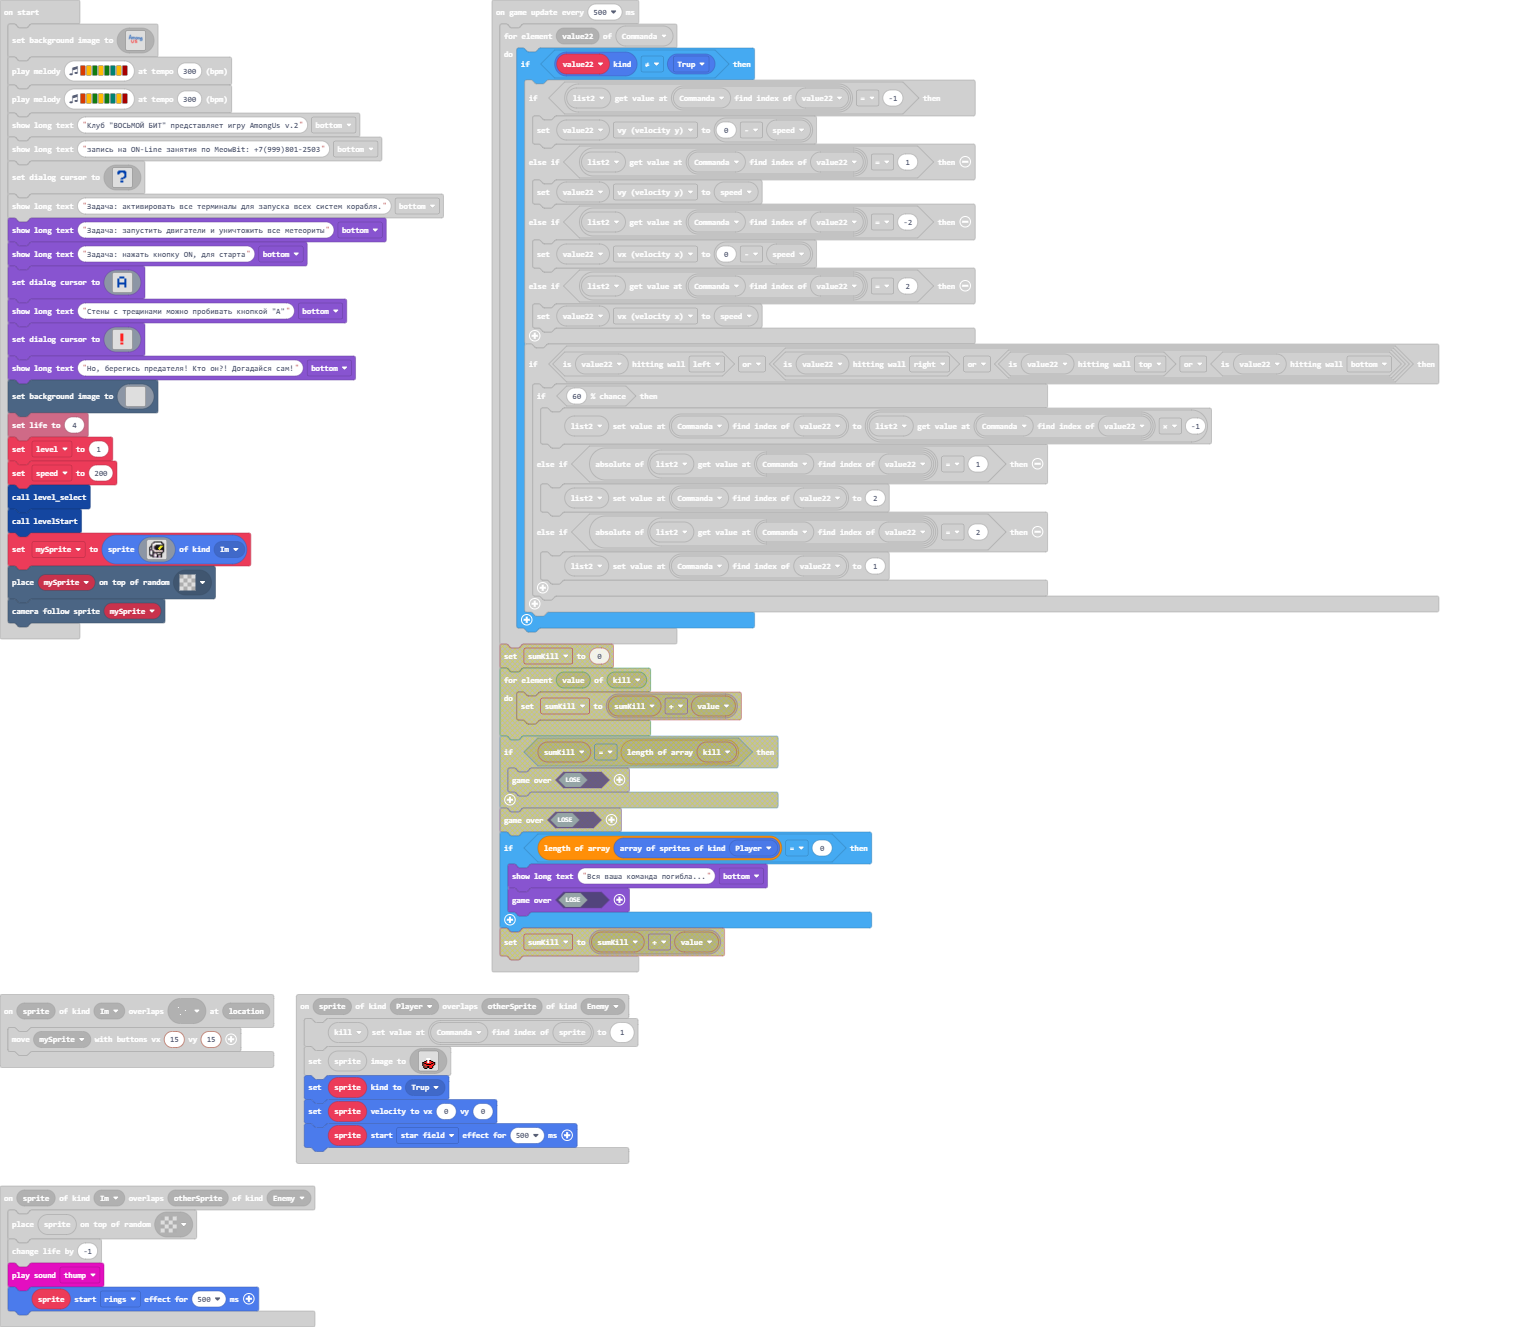 on start
set background image to
play melody at tempo 300 (bpm)
play melody at tempo 300 (bpm)
show long text "Клуб "ВОСЬМОЙ БИТ" представляет игру AmongUs v.2" bottom
show long text "запись на ON-Line занятия по MeowBit: +7(999)801-2503" bottom
set dialog cursor to ?
show long text "Задача: активировать все терминалы для запуска всех систем корабля." bottom
show long text "Задача: запустить двигатели и уничтожить все метеориты" bottom
show long text "Задача: нажать кнопку ON, для старта" bottom
set dialog cursor to A
show long text "Стены с трещинами можно пробивать кнопкой "A"" bottom
set dialog cursor to !
show long text "Но, берегись предателя! Кто он?! Догадайся сам!" bottom
set background image to
set life to 4
set level to 1
set speed to 200
call level_select
call levelStart
set mySprite to sprite of kind Im
place mySprite on top of random
camera follow sprite mySprite
on game update every 500 ms
for element value22 of Commanda
do
if value22 kind ≠ Trup then
if list2 get value at Commanda find index of value22 = -1 then
set value22 vy (velocity y) to 0 - speed
else if list2 get value at Commanda find index of value22 = 1 then
set value22 vy (velocity y) to speed
else if list2 get value at Commanda find index of value22 = -2 then
set value22 vx (velocity x) to 0 - speed
else if list2 get value at Commanda find index of value22 = 2 then
set value22 vx (velocity x) to speed
if is value22 hitting wall left or is value22 hitting wall right or is value22 hitting wall top or is value22 hitting wall bottom then
if 60 % chance then
list2 set value at Commanda find index of value22 to list2 get value at Commanda find index of value22 x -1
else if absolute of list2 get value at Commanda find index of value22 = 1 then
list2 set value at Commanda find index of value22 to 2
else if absolute of list2 get value at Commanda find index of value22 = 2 then
list2 set value at Commanda find index of value22 to 1
set sumKill to 0
for element value of kill
do
set sumKill to sumKill + value
if sumKill = length of array kill then
game over LOSE
game over LOSE
if length of array array of sprites of kind Player = 0 then
show long text "Вся ваша команда погибла..." bottom
game over LOSE
set sumKill to sumKill + value
on sprite of kind Im overlaps at location
move mySprite with buttons vx 15 vy 15
on sprite of kind Player overlaps otherSprite of kind Enemy
kill set value at Commanda find index of sprite to 1
set sprite image to
set sprite kind to Trup
set sprite velocity to vx 0 vy 0
sprite start star field effect for 500 ms
on sprite of kind Im overlaps otherSprite of kind Enemy
place sprite on top of random
change life by -1
play sound thump
sprite start rings effect for 500 ms